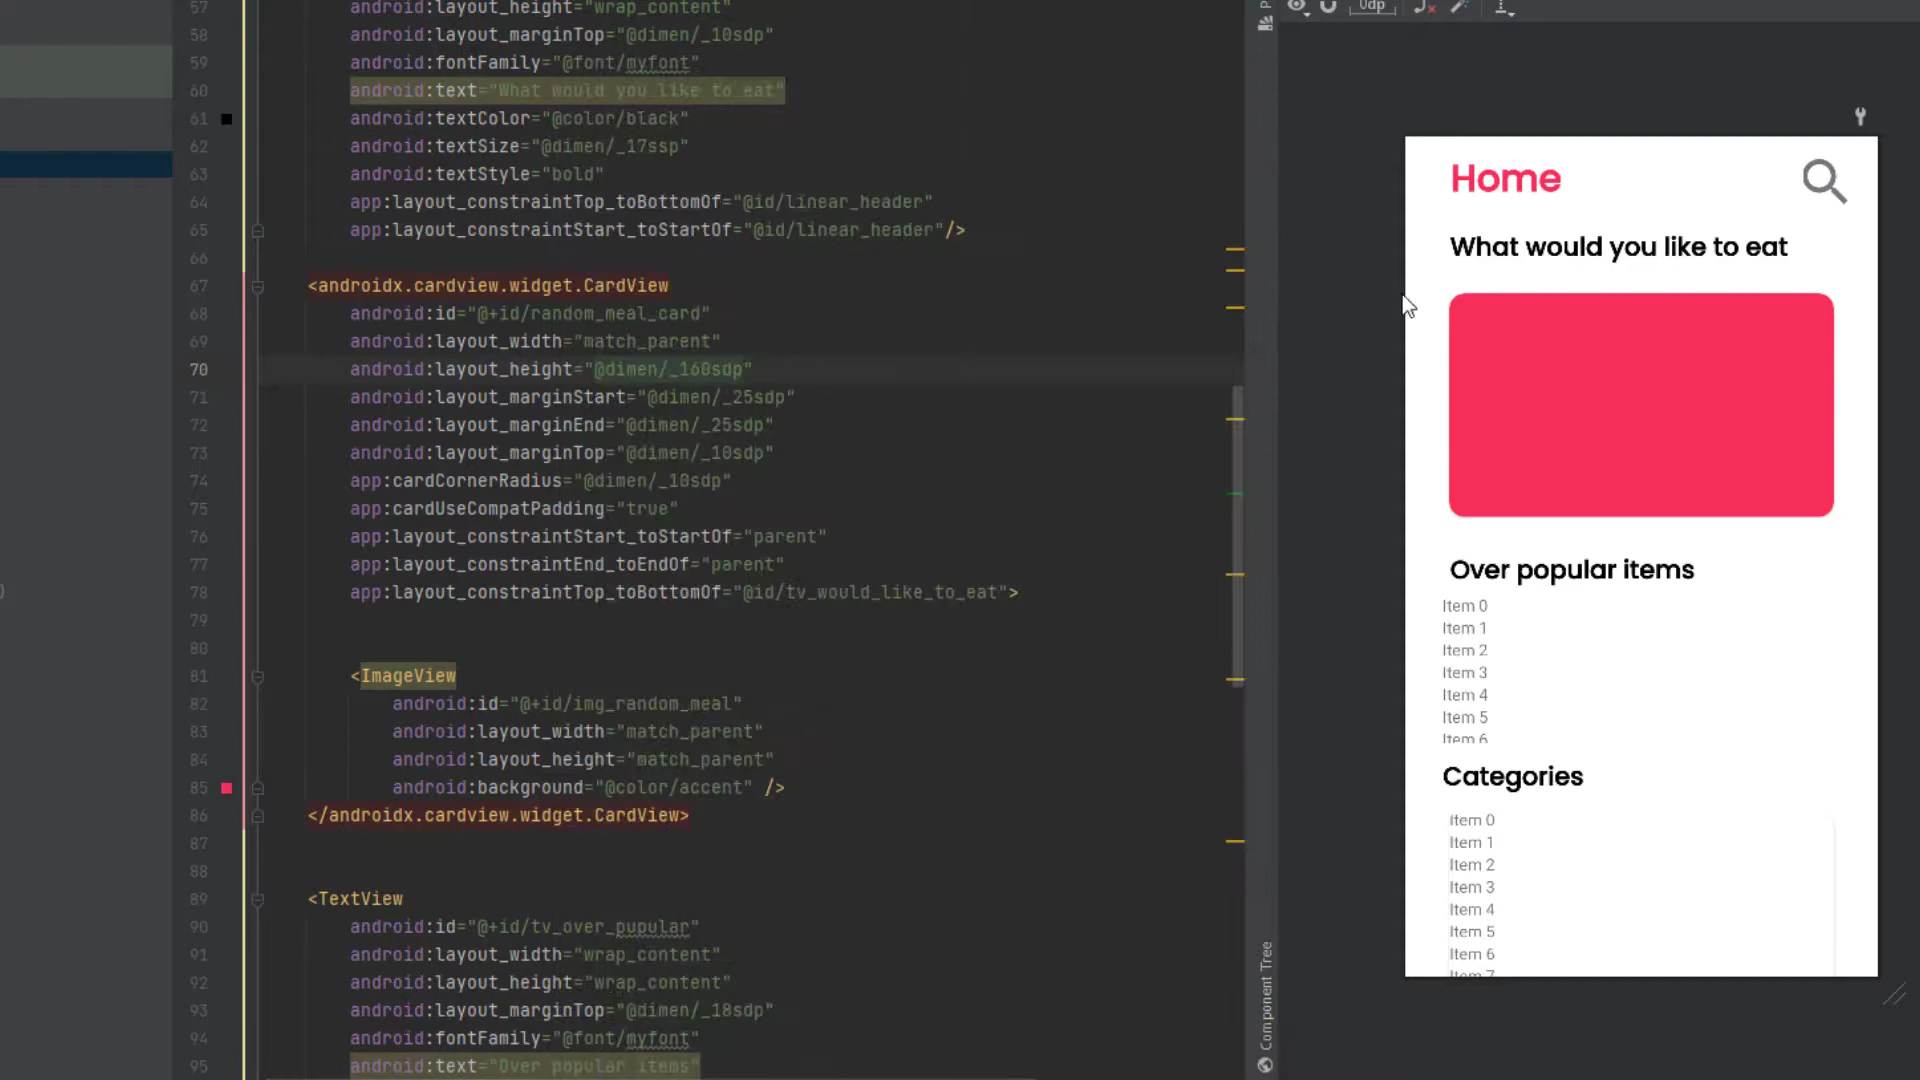 57 android:layout_height="wrap_content"
58 android:layout_marginTop="@dimen/_10sdp"
59 android:fontFamily="@font/myfont"
60 android:text="What would you like to eat"
61 android:textColor="@color/black"
62 android:textSize="@dimen/_17ssp"
63 android:textStyle="bold"
64 app:layout_constraintTop_toBottomOf="@id/linear_header"
65 app:layout_constraintStart_toStartOf="@id/linear_header"/>
66
67 <androidx.cardview.widget.CardView
68 android:id="@+id/random_meal_card"
69 android:layout_width="match_parent"
70 android:layout_height="@dimen/_160sdp"
71 android:layout_marginStart="@dimen/_25sdp"
72 android:layout_marginEnd="@dimen/_25sdp"
73 android:layout_marginTop="@dimen/_10sdp"
74 app:cardCornerRadius="@dimen/_10sdp"
75 app:cardUseCompatPadding="true"
76 app:layout_constraintStart_toStartOf="parent"
77 app:layout_constraintEnd_toEndOf="parent"
78 app:layout_constraintTop_toBottomOf="@id/tv_would_like_to_eat">
79
80
81 <ImageView
82 android:id="@+id/img_random_meal"
83 android:layout_width="match_parent"
84 android:layout_height="match_parent"
85 android:background="@color/accent" />
86 </androidx.cardview.widget.CardView>
87
88
89 <TextView
90 android:id="@+id/tv_over_pupular"
91 android:layout_width="wrap_content"
92 android:layout_height="wrap_content"
93 android:layout_marginTop="@dimen/_18sdp"
94 android:fontFamily="@font/myfont"
95 android:text="Over popular items"
)
Component Tree
0dp
Home
What would you like to eat
Over popular items
Item 0
Item 1
Item 2
Item 3
Item 4
Item 5
Item 6
Categories
Item 0
Item 1
Item 2
Item 3
Item 4
Item 5
Item 6
Item 7